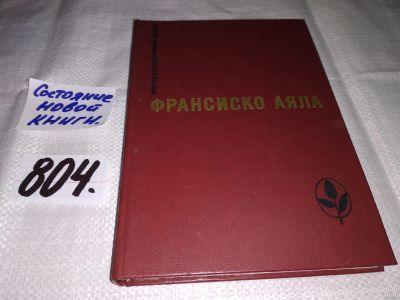 Состояние
новой
книги.
804.
ФРАНСИСКО АЯЛА